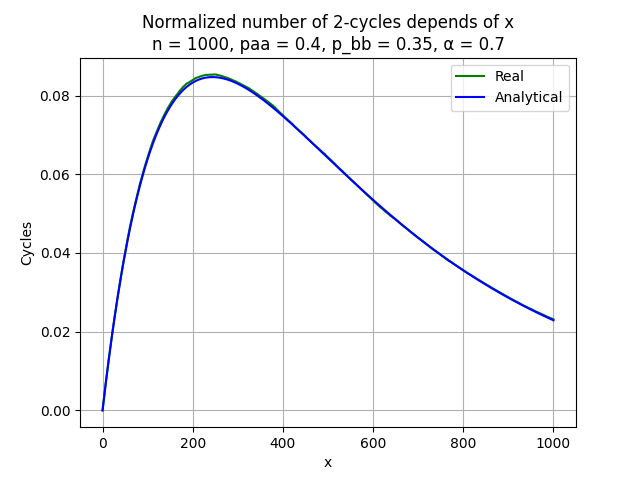 Normalized number of 2-cycles depends of x
n = 1000, paa = 0.4, p_bb = 0.35, α = 0.7
Real
Analytical
0.08
0.06
0.04
0.02
0.00
Cycles
0
200
400
600
800
1000
x